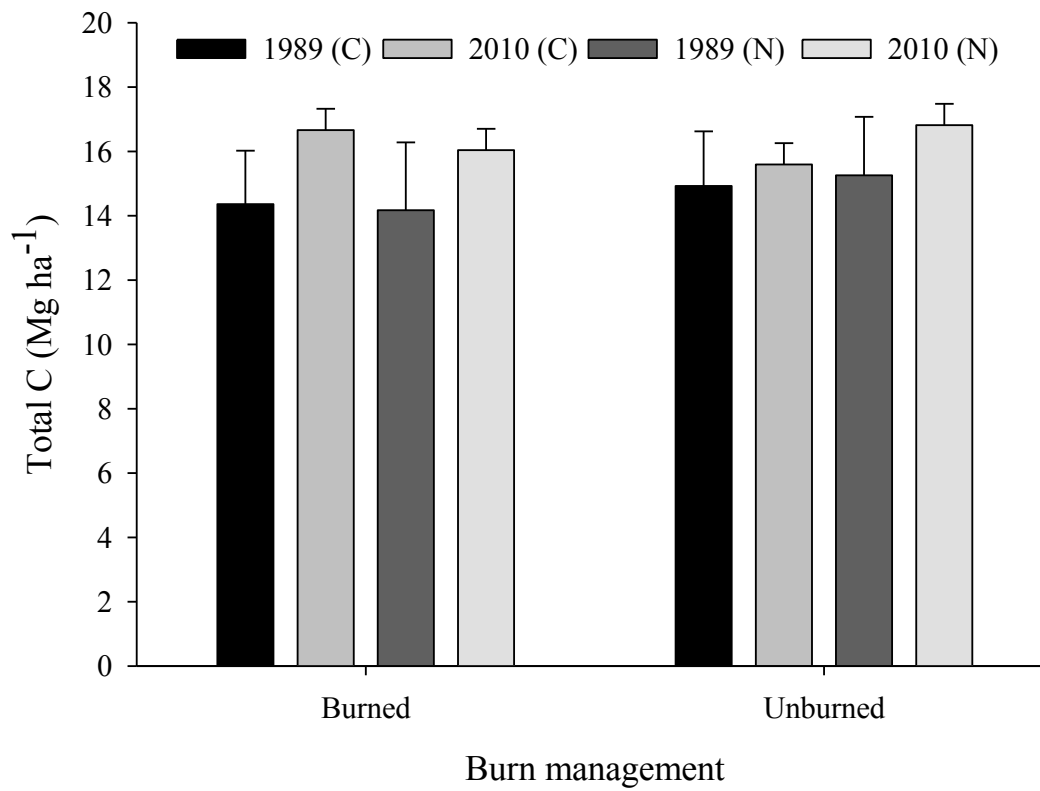 20
18
16
14
12
10
8
6
4
2
0
Total C (Mg ha-1)
1989 (C) 2010 (C) 1989 (N) 2010 (N)
Burned Unburned
Burn management